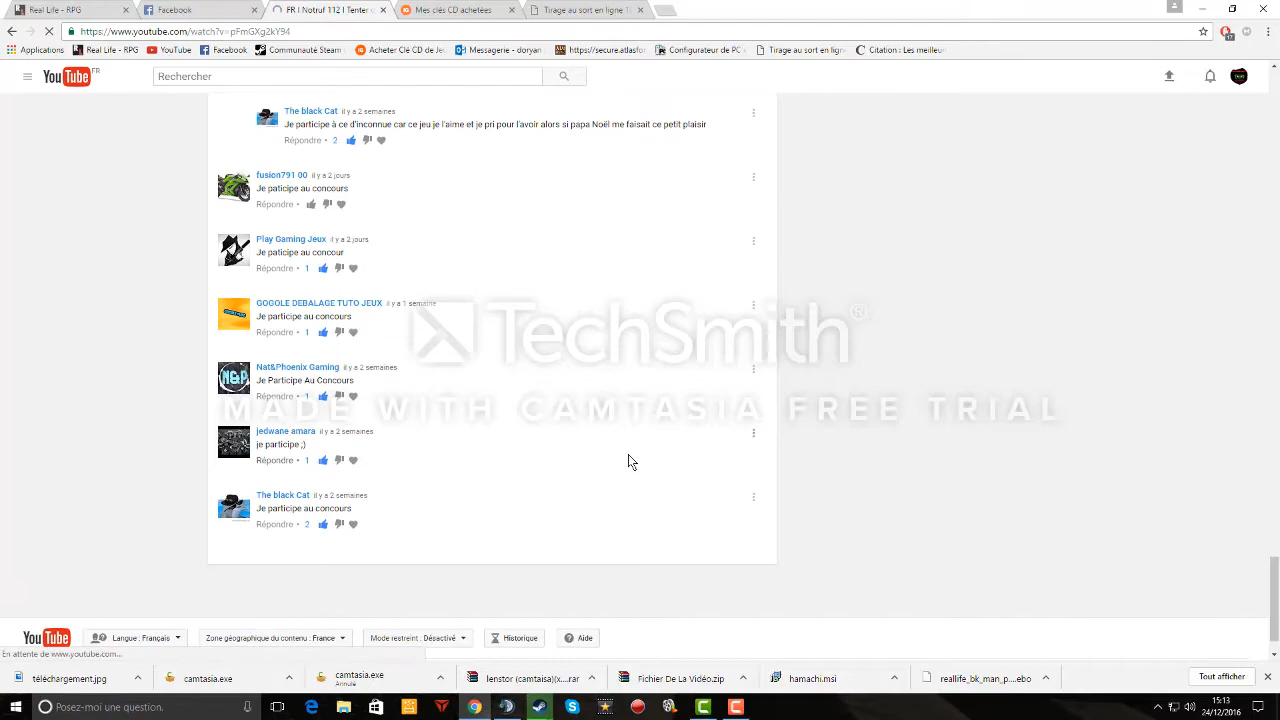 Real Life - RPG
Facebook
FR I Notruf 112 I Tenter
Mes clés CD achetées
Tirage au sort en ligne
https://www.youtube.com/watch?v=pFmGXg2kY94
Applications
Real Life - RPG
YouTube
Facebook
Communauté Steam
Acheter Clé CD de
Messagerie - doryan
https://secure.atlas
Configurateur de PC
Tirage au sort en lign
Citation : Les meille
YouTube FR
Rechercher
The black Cat il y a 2 semaines
Je participe à ce d'inconnue car ce jeu je l'aime et je pri pour l'avoir alors si papa Noël me faisait ce petit plaisir
Répondre • 2
fusion791 00 il y a 2 jours
Je paticipe au concours
Répondre •
Play Gaming Jeux il y a 2 jours
Je paticipe au concour
Répondre • 1
GOGOLE DEBALAGE TUTO JEUX il y a 1 semaine
Je participe au concours
Répondre • 1
TechSmith®
Nat&Phoenix Gaming il y a 2 semaines
Je Participe Au Concours
Répondre • 1
MADE WITH CAMTASIA FREE TRIAL
jedwane amara il y a 2 semaines
je participe ;)
Répondre • 1
The black Cat il y a 2 semaines
Je participe au concours
Répondre • 2
YouTube
Langue : Français
Zone géographique du contenu : France
Mode restreint : Désactivé
Historique
Aide
En attente de www.youtube.com...
téléchargement.jpg
camtasia.exe
camtasia.exe
Annulé
lenstor (camtaisa)(x....rar
Fichier De La Vidéo.zip
hamachi.msi
reallife_bk_man_p....ebo
Tout afficher
Posez-moi une question.
15:13
24/12/2016